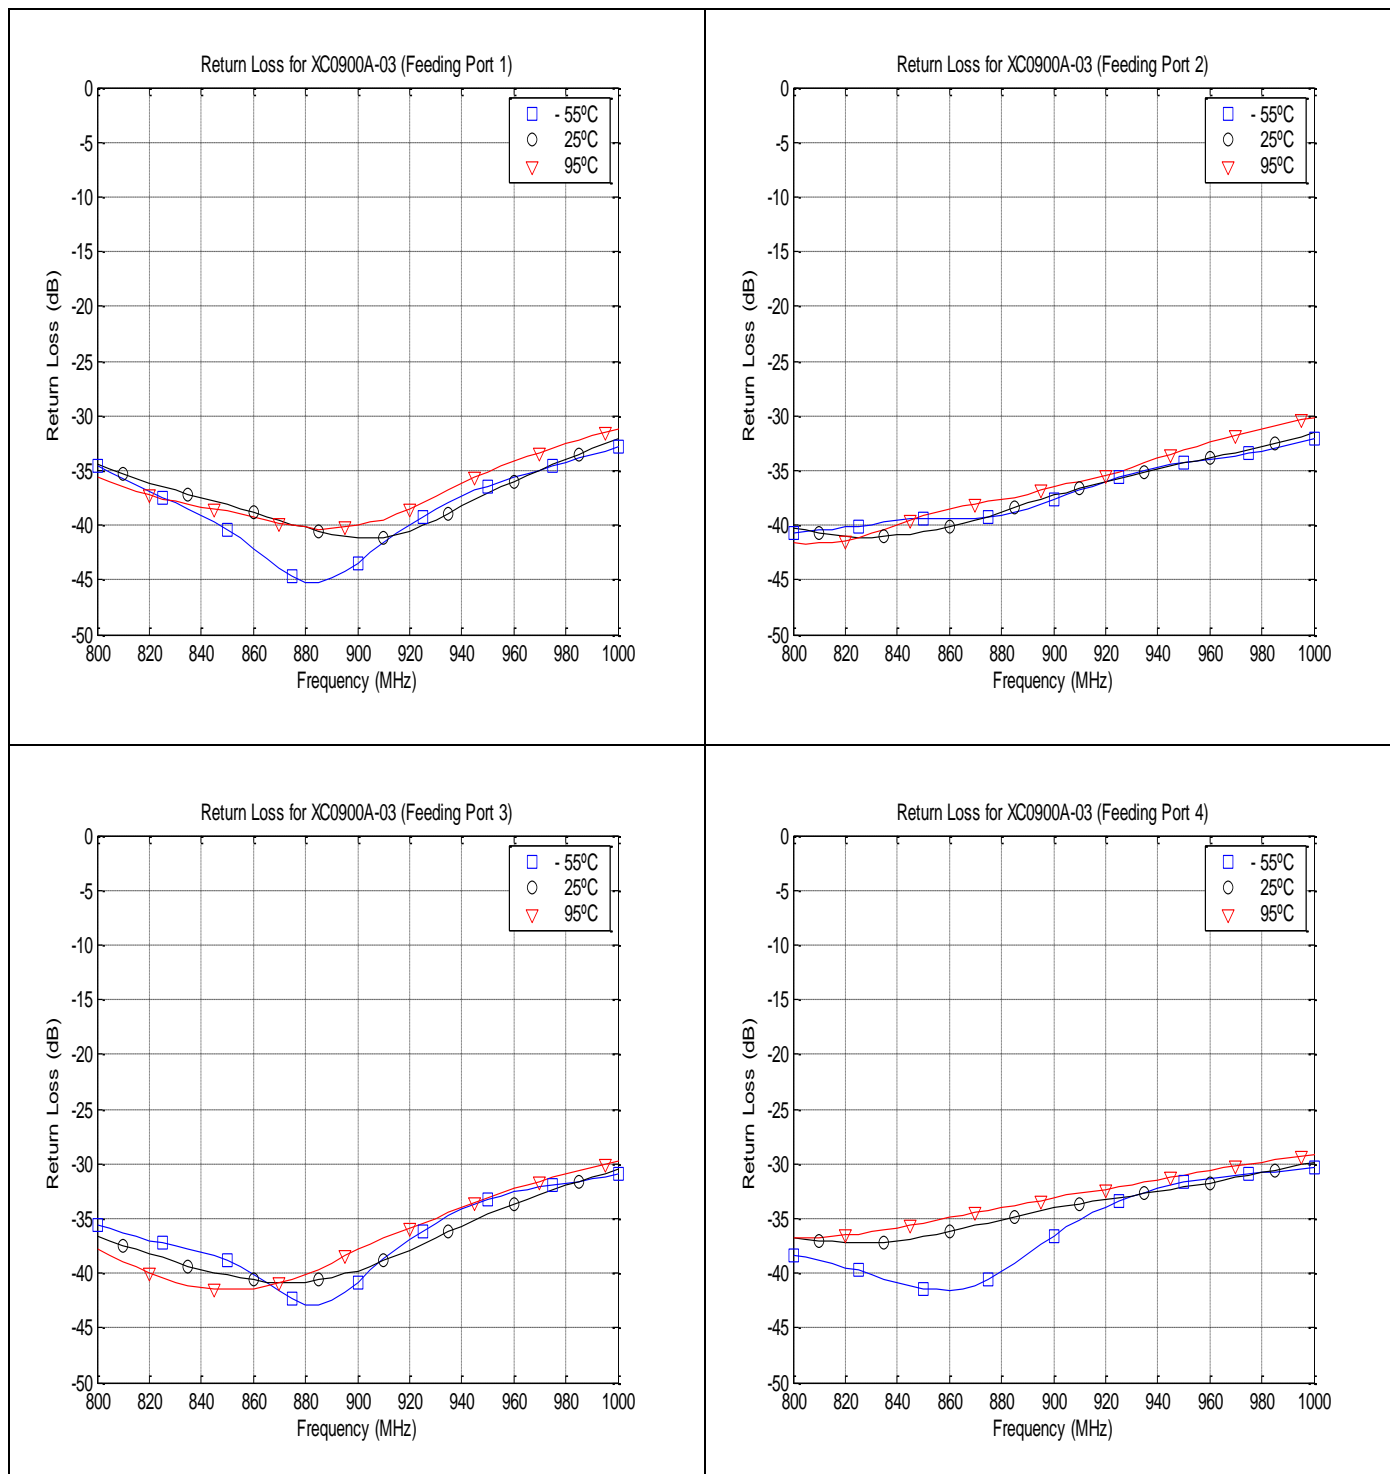 Return Loss for XC0900A-03 (Feeding Port 1)
0
-5
-10
-15
-20
-25
-30
-35
-40
-45
-50
Return Loss (dB)
- 55ºC
25ºC
95ºC
800 820 840 860 880 900 920 940 960 980 1000
Frequency (MHz)
Return Loss for XC0900A-03 (Feeding Port 2)
0
-5
-10
-15
-20
-25
-30
-35
-40
-45
-50
Return Loss (dB)
- 55ºC
25ºC
95ºC
800 820 840 860 880 900 920 940 960 980 1000
Frequency (MHz)
Return Loss for XC0900A-03 (Feeding Port 3)
0
-5
-10
-15
-20
-25
-30
-35
-40
-45
-50
Return Loss (dB)
- 55ºC
25ºC
95ºC
800 820 840 860 880 900 920 940 960 980 1000
Frequency (MHz)
Return Loss for XC0900A-03 (Feeding Port 4)
0
-5
-10
-15
-20
-25
-30
-35
-40
-45
-50
Return Loss (dB)
- 55ºC
25ºC
95ºC
800 820 840 860 880 900 920 940 960 980 1000
Frequency (MHz)